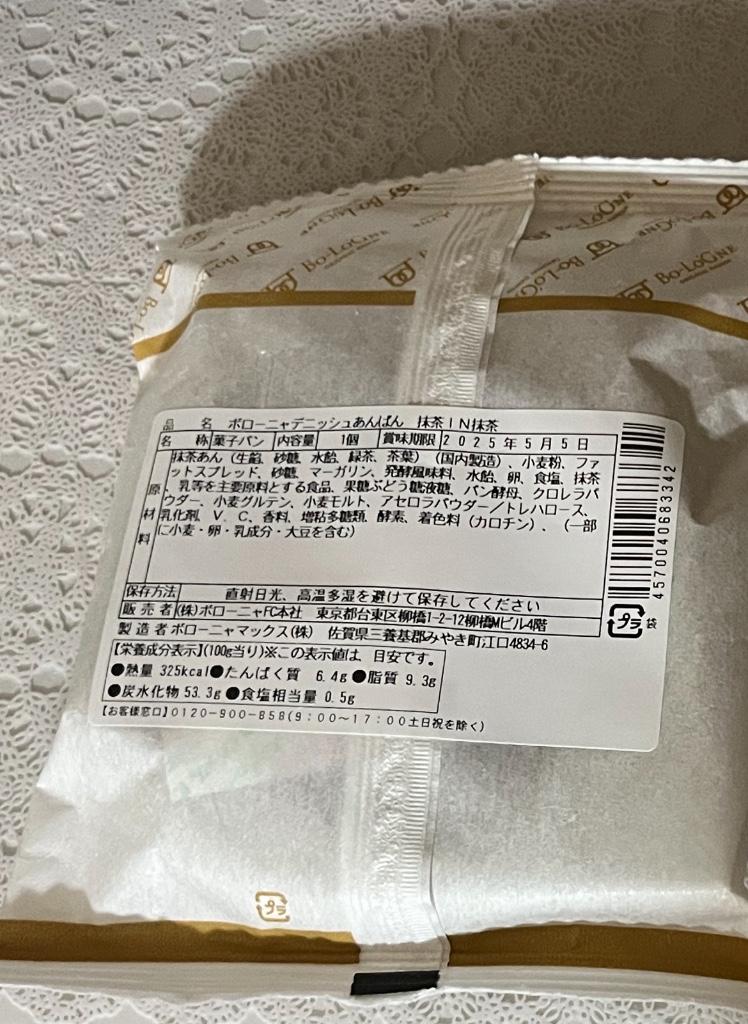 Bo-LoGNE
Bo-LoGNE
Bo-LoGNE
Bo-LoGNE
品名 ボローニャデニッシュあんぱん 抹茶IN抹茶
名称 菓子パン 内容量 1個 賞味期限 2025年5月5日
原材料
抹茶あん（生餡、砂糖、水飴、緑茶、茶葉）（国内製造）、小麦粉、ファ
ットスプレッド、砂糖、マーガリン、発酵風味料、水飴、卵、食塩、抹茶
、乳等を主要原料とする食品、果糖ぶどう糖液糖、パン酵母、クロレラパ
ウダー、小麦グルテン、小麦モルト、アセロラパウダー／トレハロース、
乳化剤、V．C、香料、増粘多糖類、酵素、着色料（カロチン）、（一部
に小麦・卵・乳成分・大豆を含む）
保存方法 直射日光、高温多湿を避けて保存してください
販売者 (株)ボローニャFC本社 東京都台東区柳橋1-2-12柳橋Mビル4階
製造者 ボローニャマックス(株) 佐賀県三養基郡みやき町江口4834-6
【栄養成分表示】(100g当り)※この表示値は、目安です。
●熱量 325kcal●たんぱく質 6.4g●脂質 9.3g
●炭水化物 53.3g●食塩相当量 0.5g
【お客様窓口】0120-900-858(9：00～17：00土日祝を除く)
4570040683342
プラ 袋
プラ